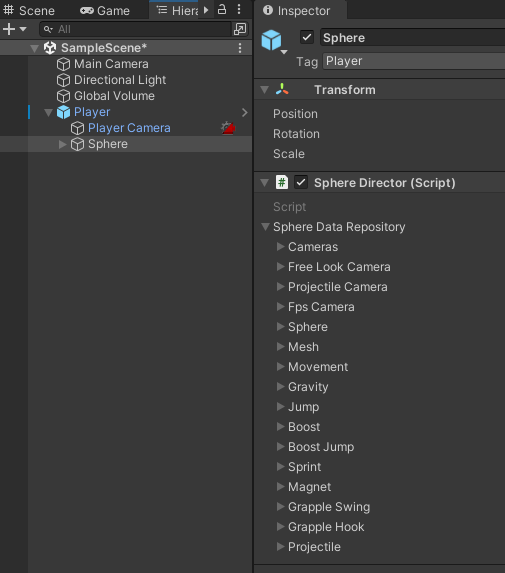 Scene
Game
Hiera
Inspector
All
Sphere
SampleScene*
Tag Player
Main Camera
Directional Light
Global Volume
Player
Player Camera
Sphere
Transform
Position
Rotation
Scale
# Sphere Director (Script)
Script
Sphere Data Repository
Cameras
Free Look Camera
Projectile Camera
Fps Camera
Sphere
Mesh
Movement
Gravity
Jump
Boost
Boost Jump
Sprint
Magnet
Grapple Swing
Grapple Hook
Projectile